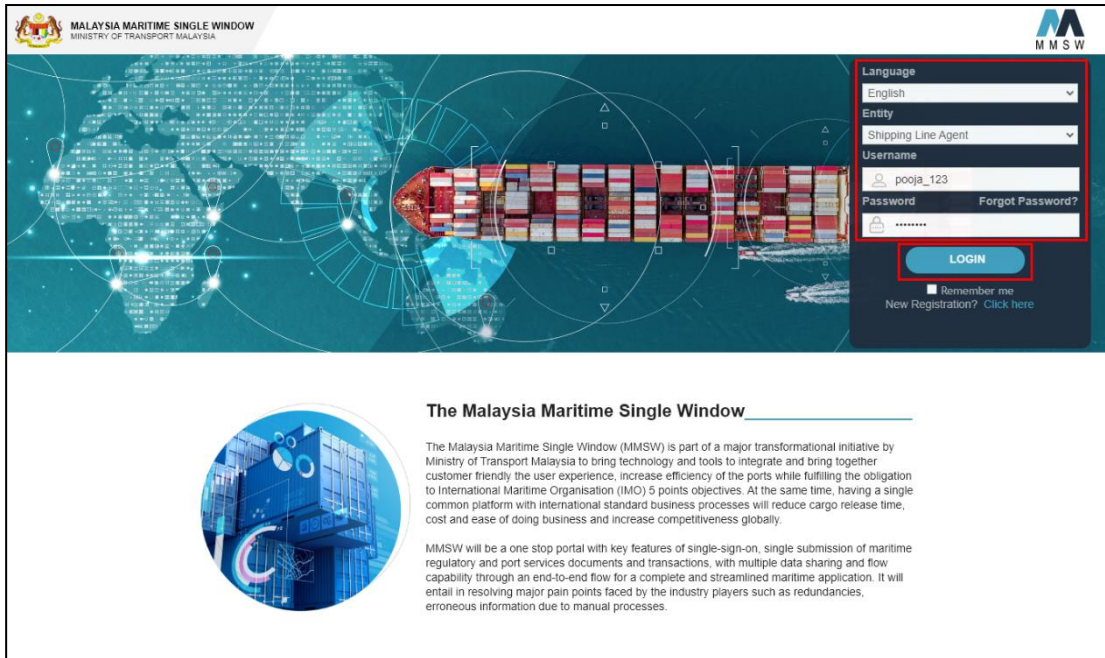 MALAYSIA MARITIME SINGLE WINDOW
MINISTRY OF TRANSPORT MALAYSIA
MMSW
Language
English
Entity
Shipping Line Agent
Username
pooja_123
Password Forgot Password?
••••••••
LOGIN
Remember me
New Registration? Click here
The Malaysia Maritime Single Window
The Malaysia Maritime Single Window (MMSW) is part of a major transformational initiative by
Ministry of Transport Malaysia to bring technology and tools to integrate and bring together
customer friendly the user experience, increase efficiency of the ports while fulfilling the obligation
to International Maritime Organisation (IMO) 5 points objectives. At the same time, having a single
common platform with international standard business processes will reduce cargo release time,
cost and ease of doing business and increase competitiveness globally.
MMSW will be a one stop portal with key features of single-sign-on, single submission of maritime
regulatory and port services documents and transactions, with multiple data sharing and flow
capability through an end-to-end flow for a complete and streamlined maritime application. It will
entail in resolving major pain points faced by the industry players such as redundancies,
erroneous information due to manual processes.